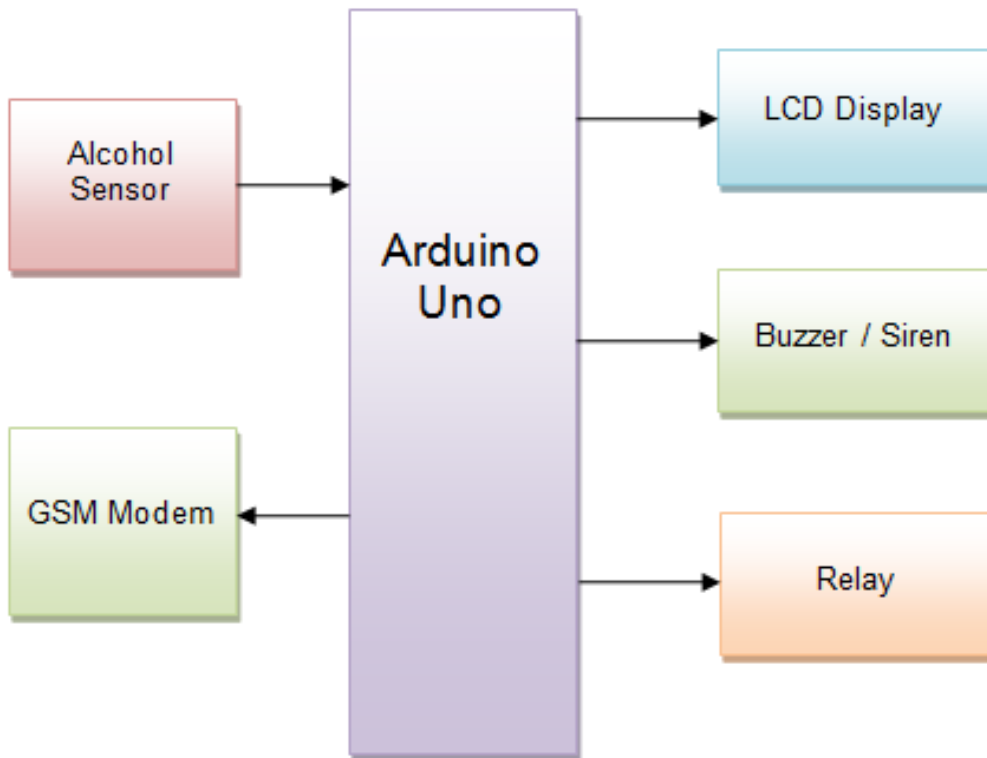 Alcohol
Sensor
GSM Modem
Arduino
Uno
LCD Display
Buzzer / Siren
Relay